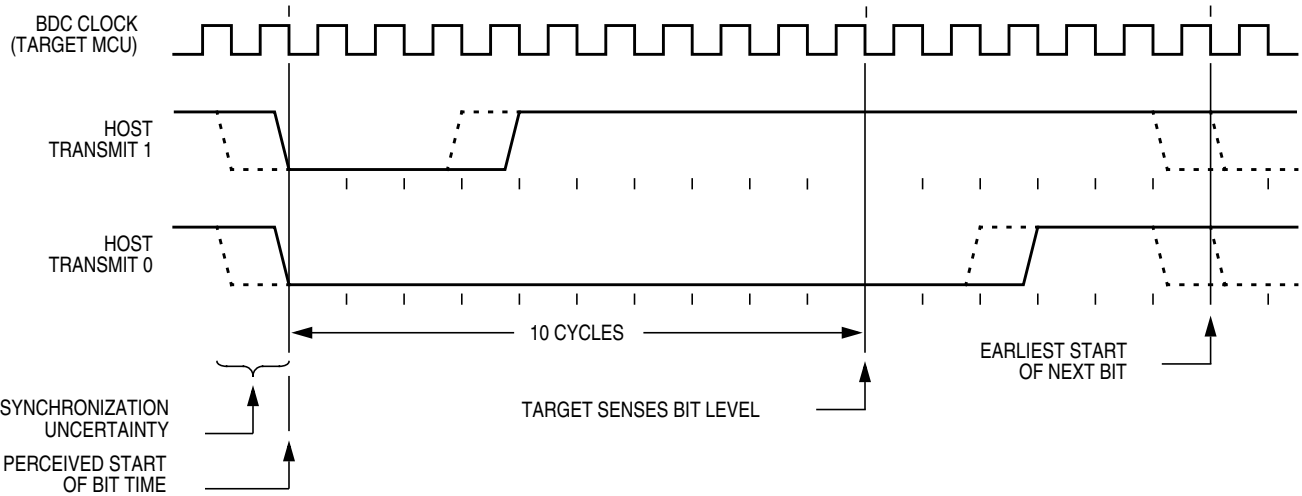 BDC CLOCK
(TARGET MCU)
HOST
TRANSMIT 1
HOST
TRANSMIT 0
10 CYCLES
EARLIEST START
OF NEXT BIT
SYNCHRONIZATION
UNCERTAINTY
TARGET SENSES BIT LEVEL
PERCEIVED START
OF BIT TIME